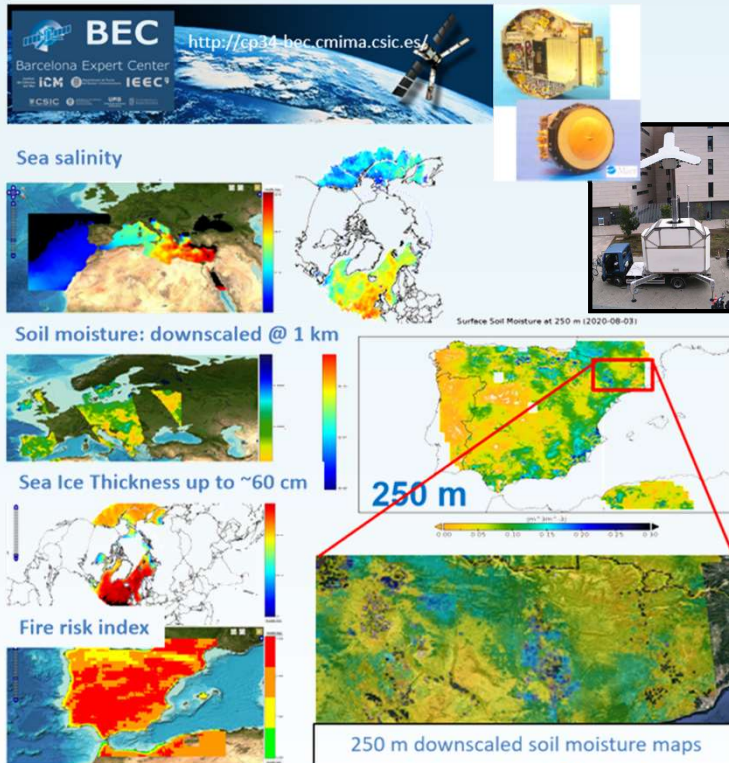 BEC
http://cp34-bec.cmima.csic.es/
Barcelona Expert Center
ICM
IEEC
CSIC
UPB
Sea salinity
Surface Soil Moisture at 250 m (2020-08-03)
Soil moisture: downscaled @ 1 km
Sea Ice Thickness up to ~60 cm
250 m
0.00 0.05 0.10 0.15 0.20 0.25 0.30
Fire risk index
250 m downscaled soil moisture maps